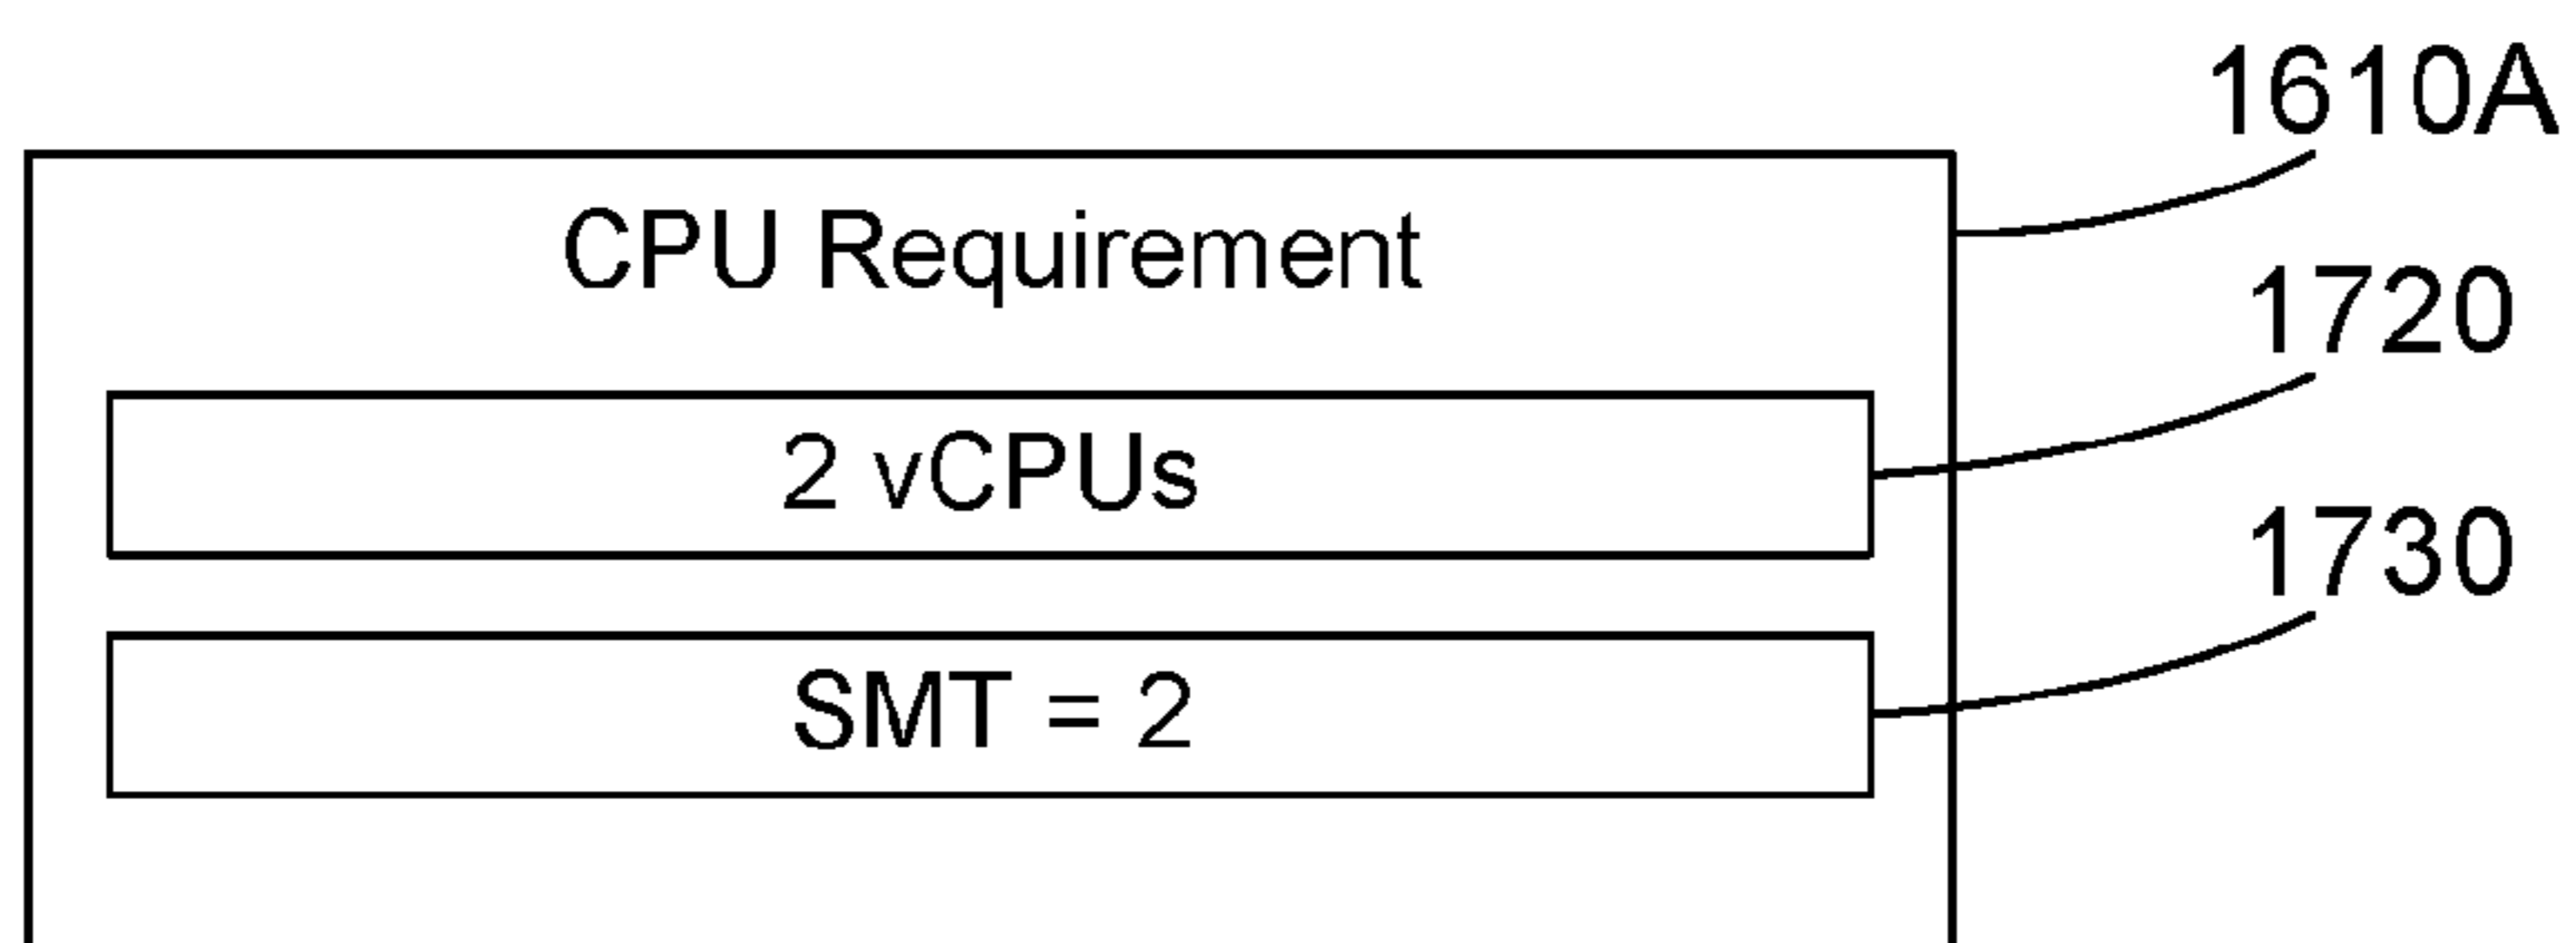 1610A
CPU Requirement
1720
2 vCPUs
1730
SMT = 2